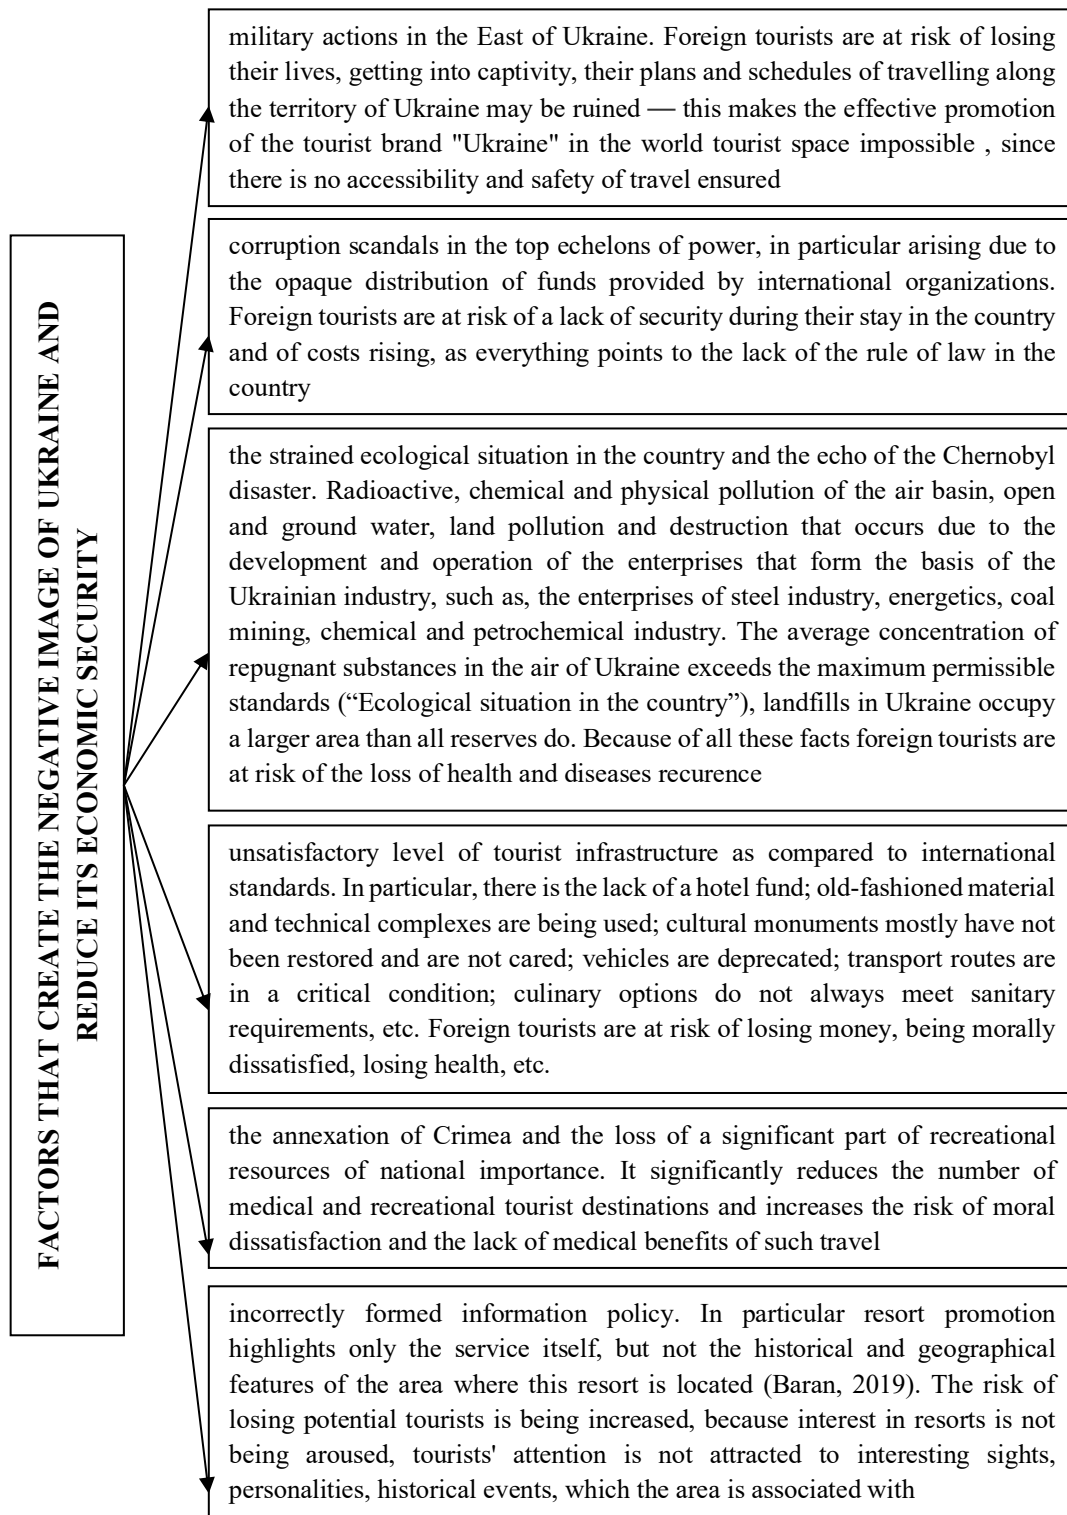 FACTORS THAT CREATE THE NEGATIVE IMAGE OF UKRAINE AND
REDUCE ITS ECONOMIC SECURITY
military actions in the East of Ukraine. Foreign tourists are at risk of losing
their lives, getting into captivity, their plans and schedules of travelling along
the territory of Ukraine may be ruined — this makes the effective promotion
of the tourist brand "Ukraine" in the world tourist space impossible , since
there is no accessibility and safety of travel ensured
corruption scandals in the top echelons of power, in particular arising due to
the opaque distribution of funds provided by international organizations.
Foreign tourists are at risk of a lack of security during their stay in the country
and of costs rising, as everything points to the lack of the rule of law in the
country
the strained ecological situation in the country and the echo of the Chernobyl
disaster. Radioactive, chemical and physical pollution of the air basin, open
and ground water, land pollution and destruction that occurs due to the
development and operation of the enterprises that form the basis of the
Ukrainian industry, such as, the enterprises of steel industry, energetics, coal
mining, chemical and petrochemical industry. The average concentration of
repugnant substances in the air of Ukraine exceeds the maximum permissible
standards (“Ecological situation in the country”), landfills in Ukraine occupy
a larger area than all reserves do. Because of all these facts foreign tourists are
at risk of the loss of health and diseases recurence
unsatisfactory level of tourist infrastructure as compared to international
standards. In particular, there is the lack of a hotel fund; old-fashioned material
and technical complexes are being used; cultural monuments mostly have not
been restored and are not cared; vehicles are deprecated; transport routes are
in a critical condition; culinary options do not always meet sanitary
requirements, etc. Foreign tourists are at risk of losing money, being morally
dissatisfied, losing health, etc.
the annexation of Crimea and the loss of a significant part of recreational
resources of national importance. It significantly reduces the number of
medical and recreational tourist destinations and increases the risk of moral
dissatisfaction and the lack of medical benefits of such travel
incorrectly formed information policy. In particular resort promotion
highlights only the service itself, but not the historical and geographical
features of the area where this resort is located (Baran, 2019). The risk of
losing potential tourists is being increased, because interest in resorts is not
being aroused, tourists' attention is not attracted to interesting sights,
personalities, historical events, which the area is associated with